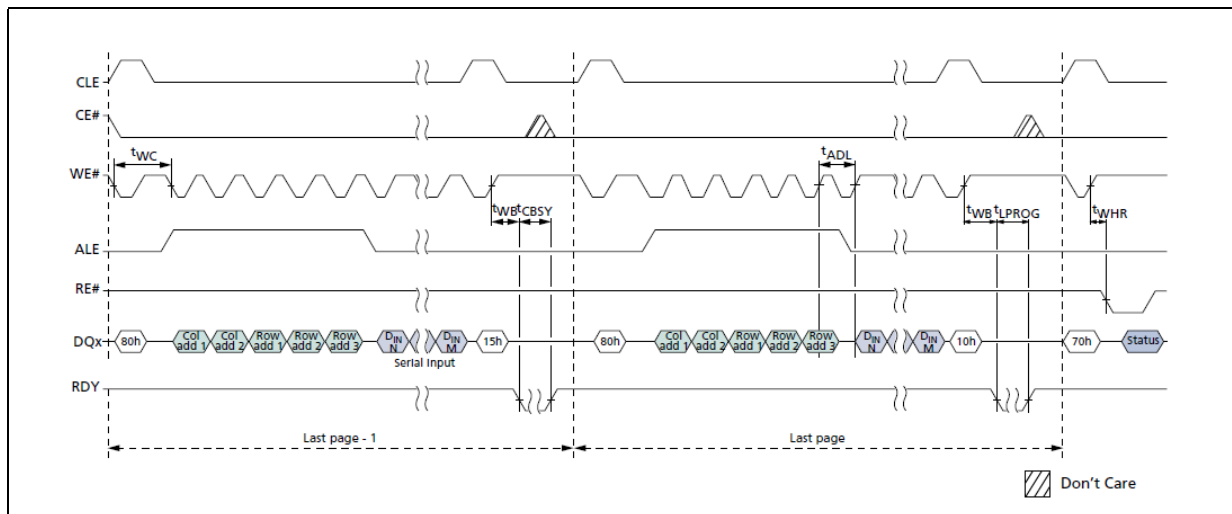 CLE
CE#
tWC
tADL
WE#
tWB tCBSY
tWB tLPROG
tWHR
ALE
RE#
DQx
80h
Col add 1
Col add 2
Row add 1
Row add 2
Row add 3
DIN N
DIN M
15h
80h
Col add 1
Col add 2
Row add 1
Row add 2
Row add 3
DIN N
DIN M
10h
70h
Status
Serial Input
RDY
Last page - 1
Last page
Don't Care